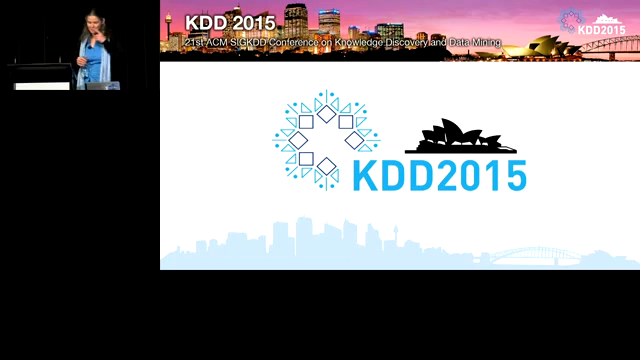 KDD 2015
21st ACM SIGKDD Conference on Knowledge Discovery and Data Mining
KDD2015
KDD2015